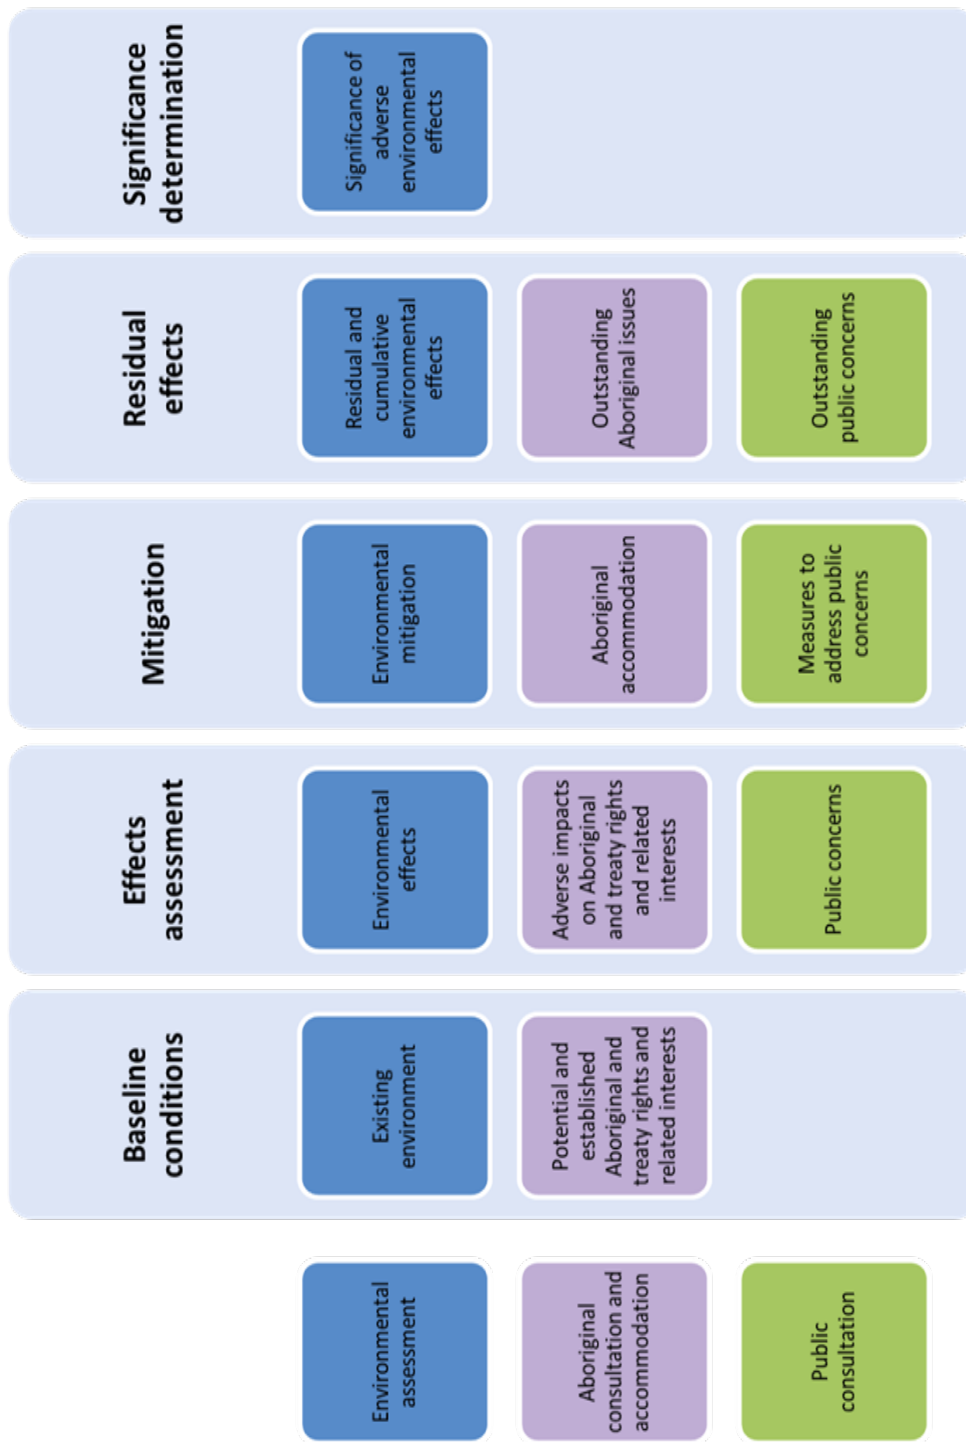 Baseline
conditions
Effects
assessment
Mitigation
Residual
effects
Significance
determination
Environmental
assessment
Existing
environment
Environmental
effects
Environmental
mitigation
Residual and
cumulative
environmental
effects
Significance of
adverse
environmental
effects
Aboriginal
consultation and
accommodation
Potential and
established
Aboriginal and
treaty rights and
related interests
Adverse impacts
on Aboriginal
and treaty rights
and related
interests
Aboriginal
accommodation
Outstanding
Aboriginal issues
Public
consultation
Public concerns
Measures to
address public
concerns
Outstanding
public concerns